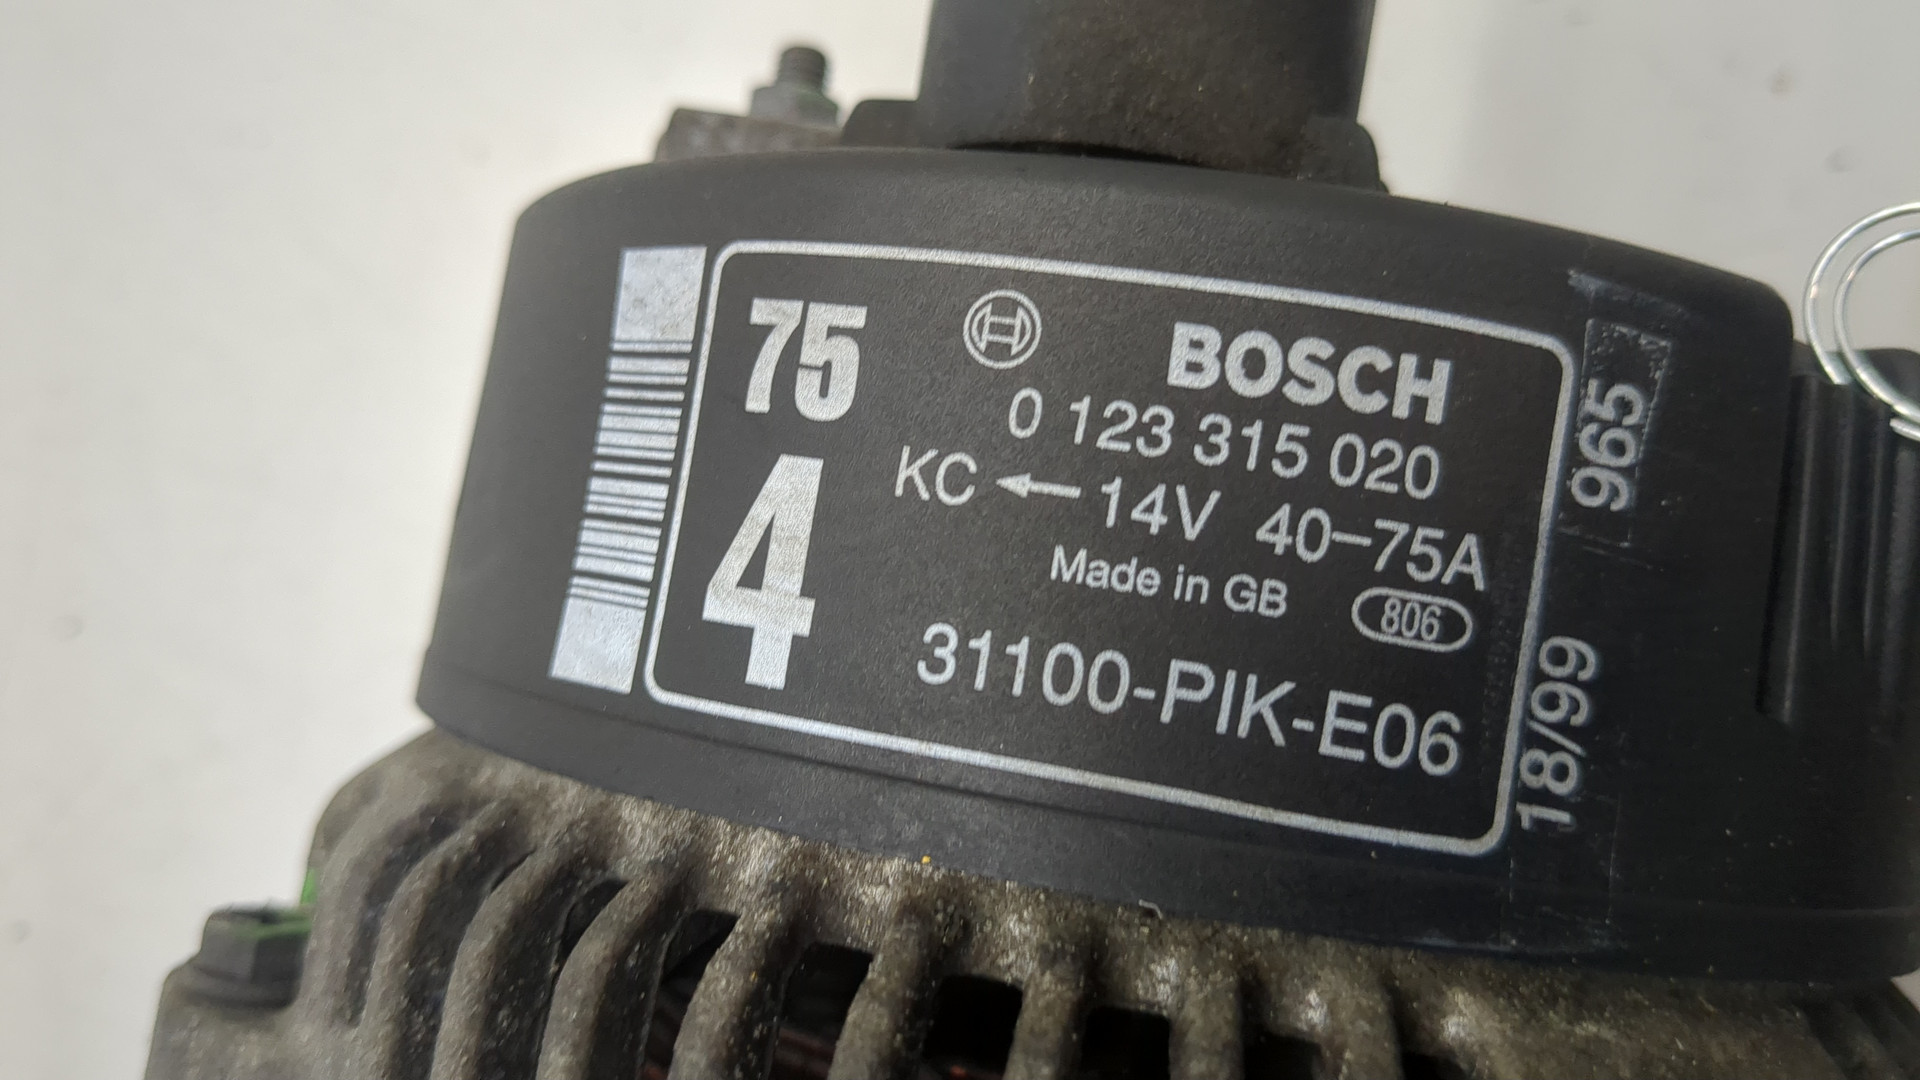 75
4
BOSCH
0 123 315 020
KC ← 14V 40-75A
Made in GB 806
31100-PIK-E06
965
18/99